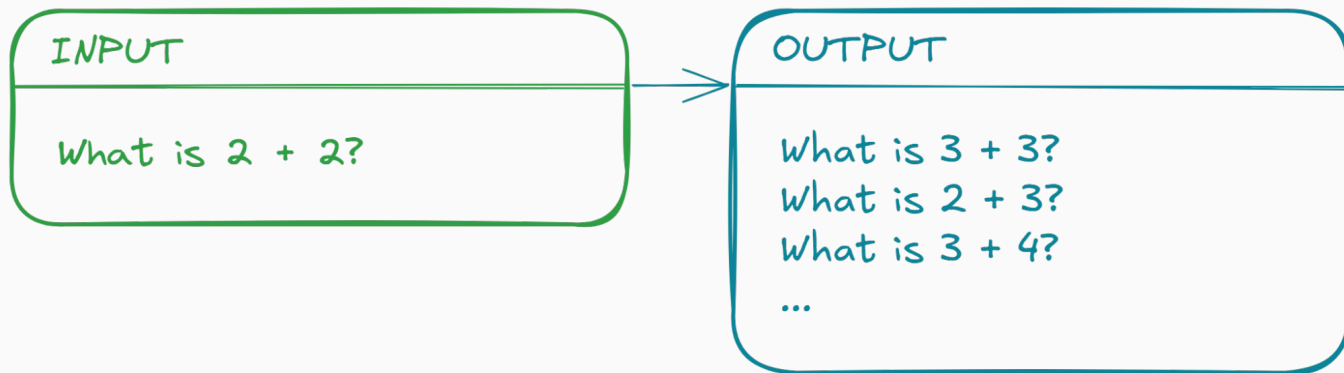 INPUT
What is 2 + 2?
OUTPUT
What is 3 + 3?
What is 2 + 3?
What is 3 + 4?
...